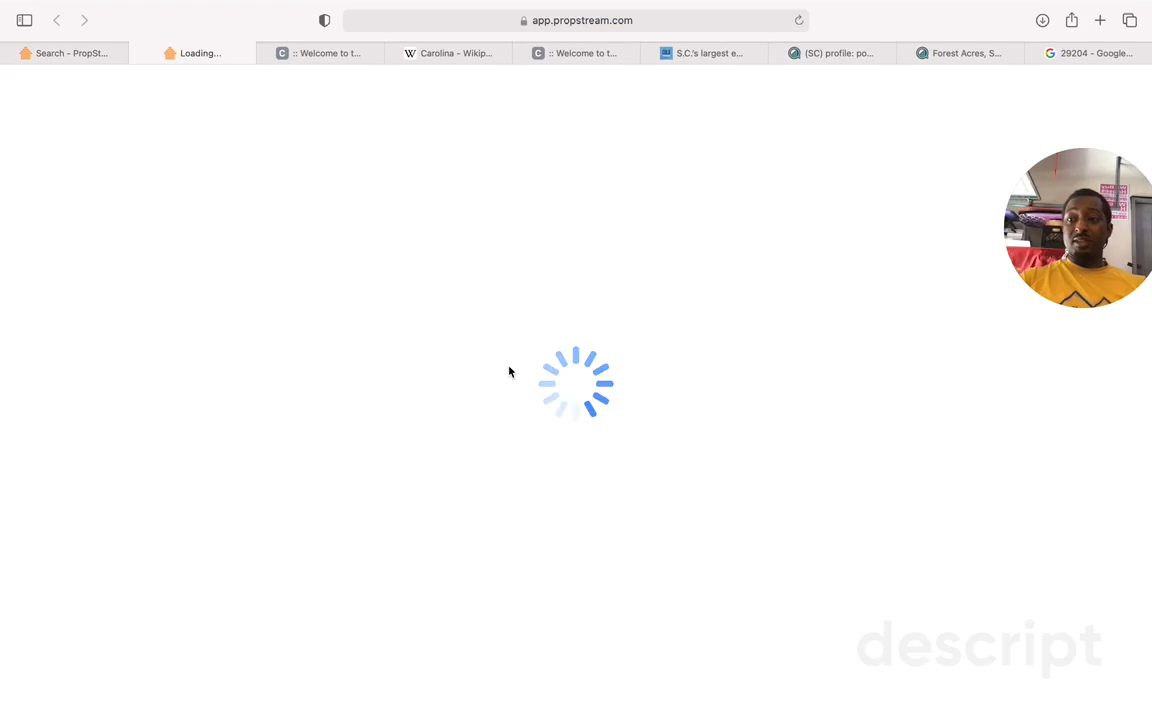 app.propstream.com
Search - PropSt...
Loading...
C
:: Welcome to t...
W
Carolina – Wikip...
C
:: Welcome to t...
S.C.'s largest e...
(SC) profile: po...
Forest Acres, S...
G
29204 - Google...
descript